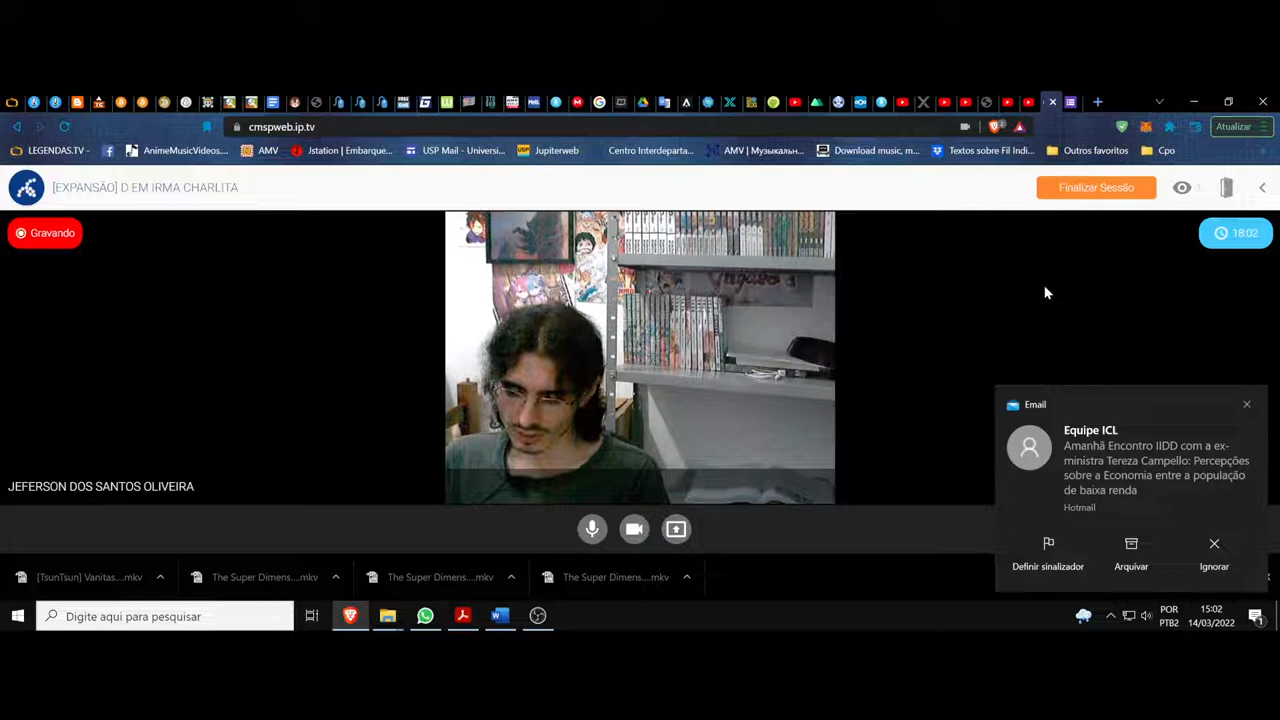 cmspweb.ip.tv
Atualizar
LEGENDAS.TV -
AnimeMusicVideos....
AMV
Jstation | Embarque...
USP Mail - Universi...
Jupiterweb
Centro Interdeparta...
AMV | Музыкальн...
Download music, m...
Textos sobre Fil Indi...
Outros favoritos
Cpo
[EXPANSÃO] D EM IRMA CHARLITA
Finalizar Sessão
Gravando
18:02
JEFERSON DOS SANTOS OLIVEIRA
Email
Equipe ICL
Amanhã Encontro IIDD com a ex-
ministra Tereza Campello: Percepções
sobre a Economia entre a população
de baixa renda
Hotmail
Definir sinalizador
Arquivar
Ignorar
[TsunTsun] Vanitas....mkv
The Super Dimens....mkv
The Super Dimens....mkv
The Super Dimens....mkv
Digite aqui para pesquisar
POR
PTB2
15:02
14/03/2022